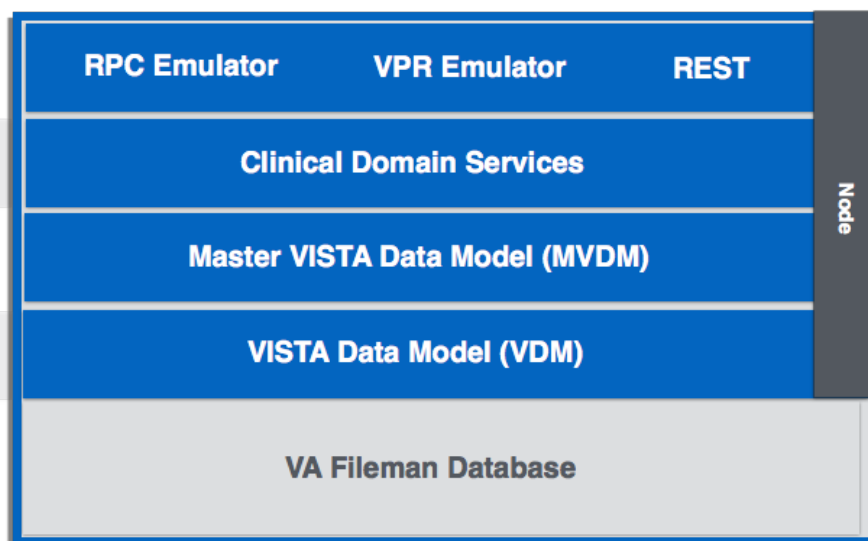 RPC Emulator VPR Emulator REST
Clinical Domain Services
Node
Master VISTA Data Model (MVDM)
VISTA Data Model (VDM)
VA Fileman Database